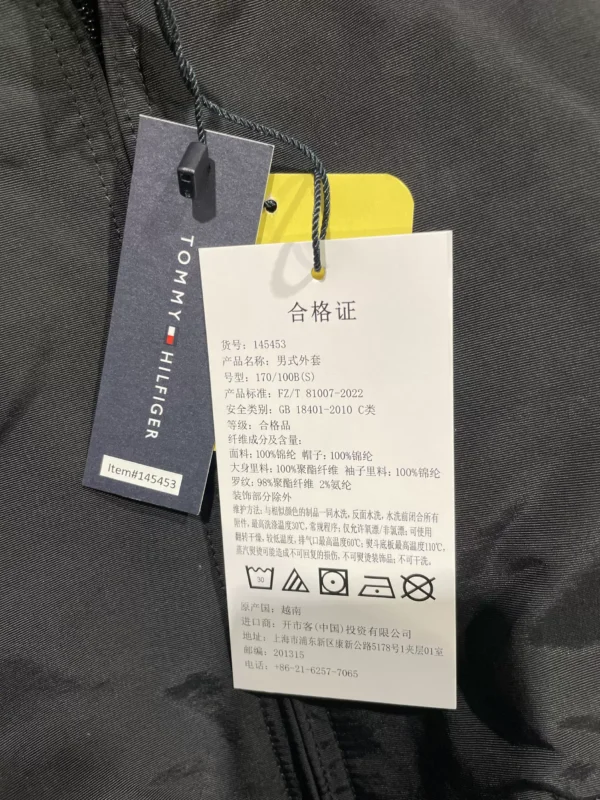 TOMMY HILFIGER
Item#145453
合格证
货号: 145453
产品名称: 男式外套
号型: 170/100B(S)
产品标准: FZ/T 81007-2022
安全类别: GB 18401-2010 C类
等级: 合格品
纤维成分及含量:
面料: 100%锦纶 帽子: 100%锦纶
大身里料: 100%聚酯纤维 袖子里料: 100%锦纶
罗纹: 98%聚酯纤维 2%氨纶
装饰部分除外
维护方法: 与相似颜色的制品一同水洗, 反面水洗, 水洗前闭合所有
附件, 最高洗涤温度30℃, 常规程序; 仅允许氧漂/非氯漂; 可使用
翻转干燥, 较低温度, 排气口最高温度60℃; 熨斗底板最高温度110℃,
蒸汽熨烫可能造成不可回复的损伤, 不可熨烫装饰品; 不可干洗。
30
原产国: 越南
进口商: 开市客(中国)投资有限公司
地址: 上海市浦东新区康新公路5178号1夹层01室
邮编: 201315
电话: +86-21-6257-7065